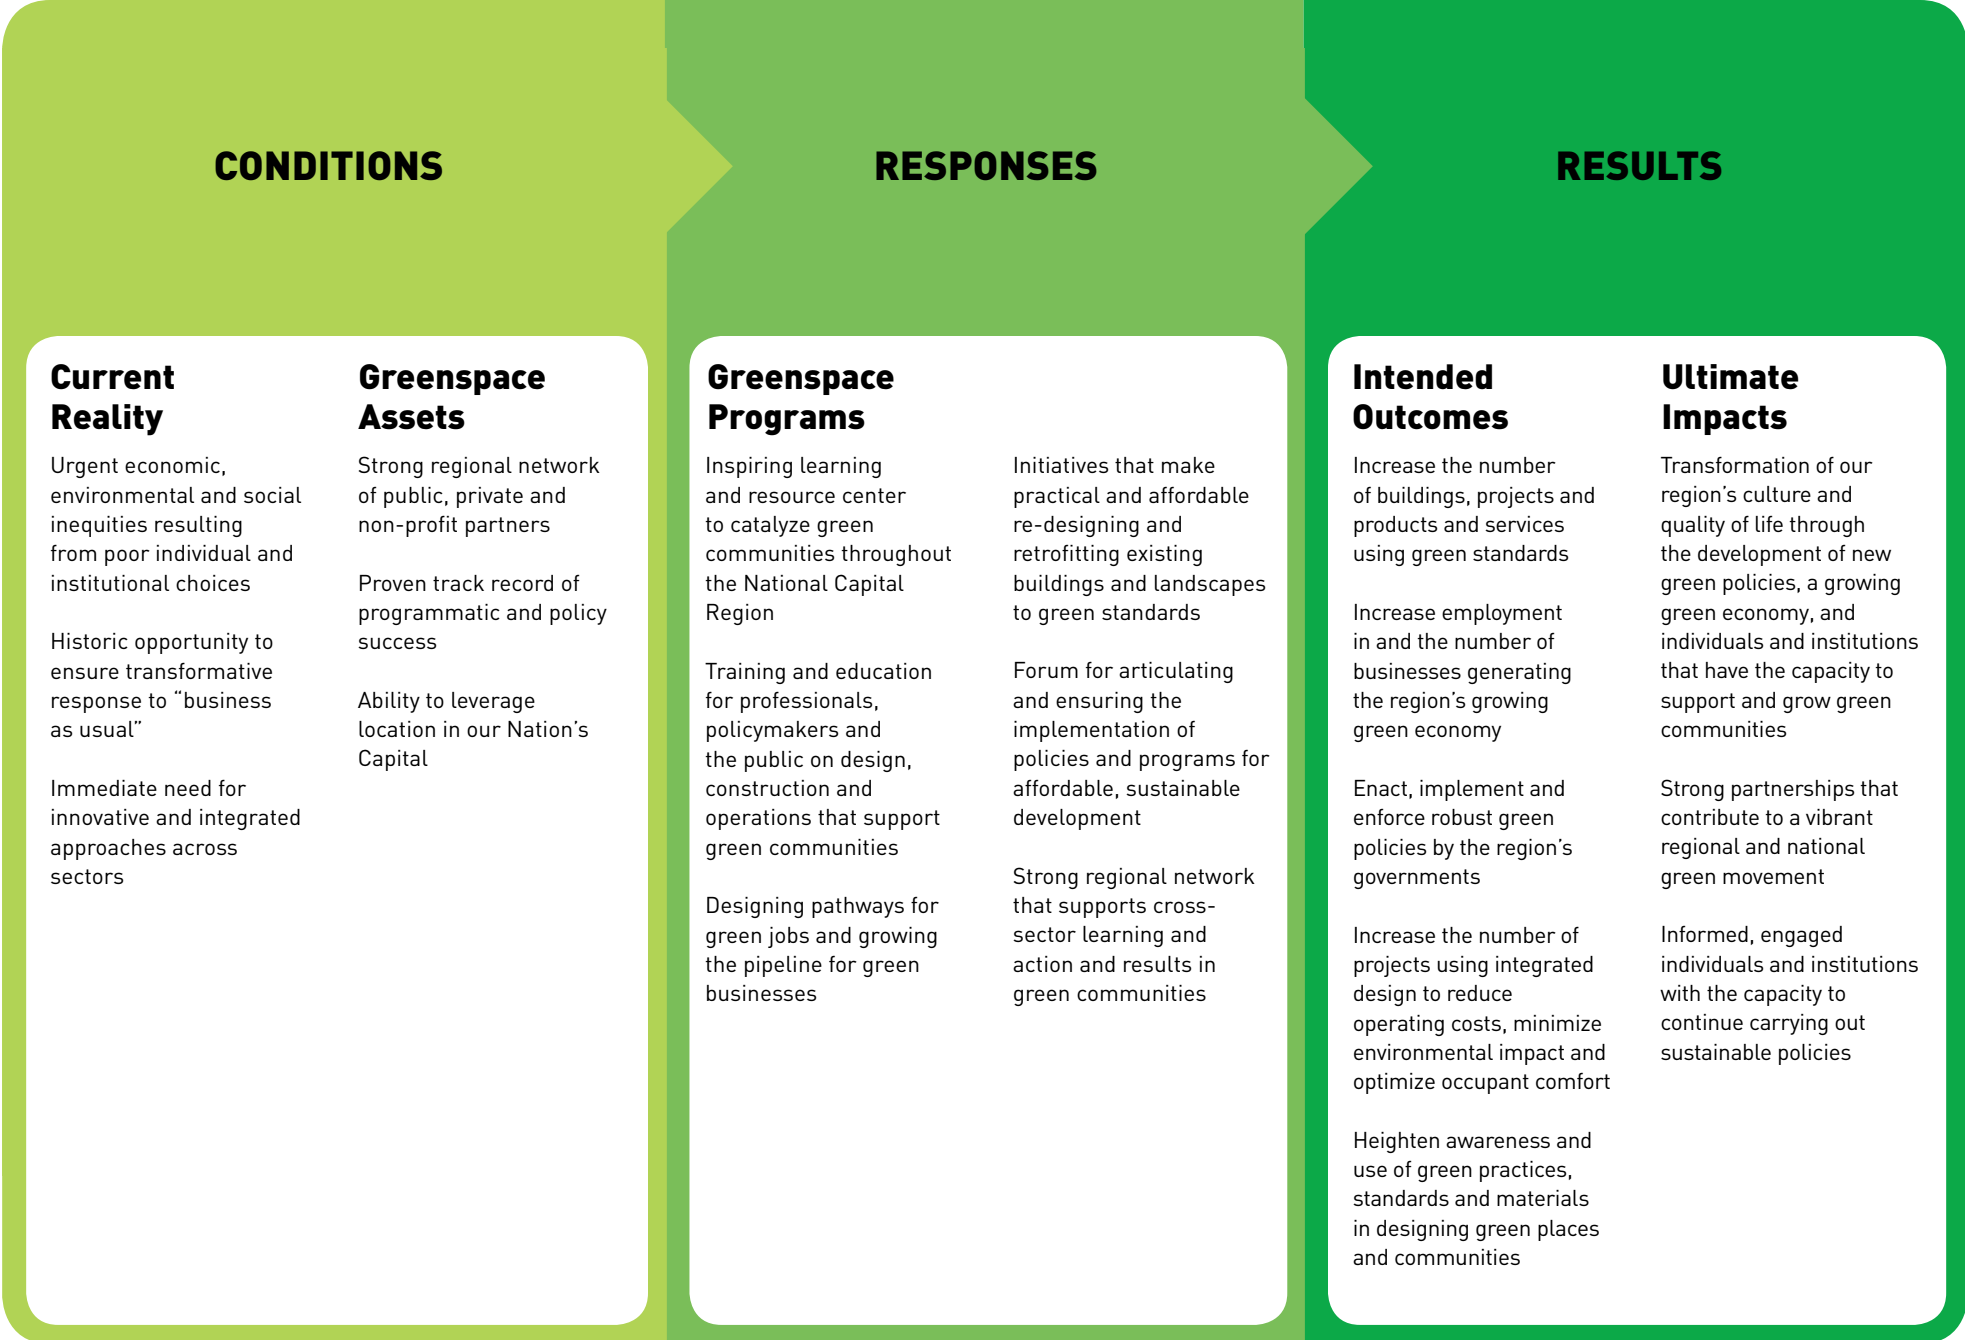 CONDITIONS
RESPONSES
RESULTS
Current
Reality
Urgent economic,
environmental and social
inequities resulting
from poor individual and
institutional choices
Historic opportunity to
ensure transformative
response to “business
as usual”
Immediate need for
innovative and integrated
approaches across
sectors
Greenspace
Assets
Strong regional network
of public, private and
non-profit partners
Proven track record of
programmatic and policy
success
Ability to leverage
location in our Nation’s
Capital
Greenspace
Programs
Inspiring learning
and resource center
to catalyze green
communities throughout
the National Capital
Region
Training and education
for professionals,
policymakers and
the public on design,
construction and
operations that support
green communities
Designing pathways for
green jobs and growing
the pipeline for green
businesses
Initiatives that make
practical and affordable
re-designing and
retrofitting existing
buildings and landscapes
to green standards
Forum for articulating
and ensuring the
implementation of
policies and programs for
affordable, sustainable
development
Strong regional network
that supports cross-
sector learning and
action and results in
green communities
Intended
Outcomes
Increase the number
of buildings, projects and
products and services
using green standards
Increase employment
in and the number of
businesses generating
the region’s growing
green economy
Enact, implement and
enforce robust green
policies by the region’s
governments
Increase the number of
projects using integrated
design to reduce
operating costs, minimize
environmental impact and
optimize occupant comfort
Heighten awareness and
use of green practices,
standards and materials
in designing green places
and communities
Ultimate
Impacts
Transformation of our
region’s culture and
quality of life through
the development of new
green policies, a growing
green economy, and
individuals and institutions
that have the capacity to
support and grow green
communities
Strong partnerships that
contribute to a vibrant
regional and national
green movement
Informed, engaged
individuals and institutions
with the capacity to
continue carrying out
sustainable policies